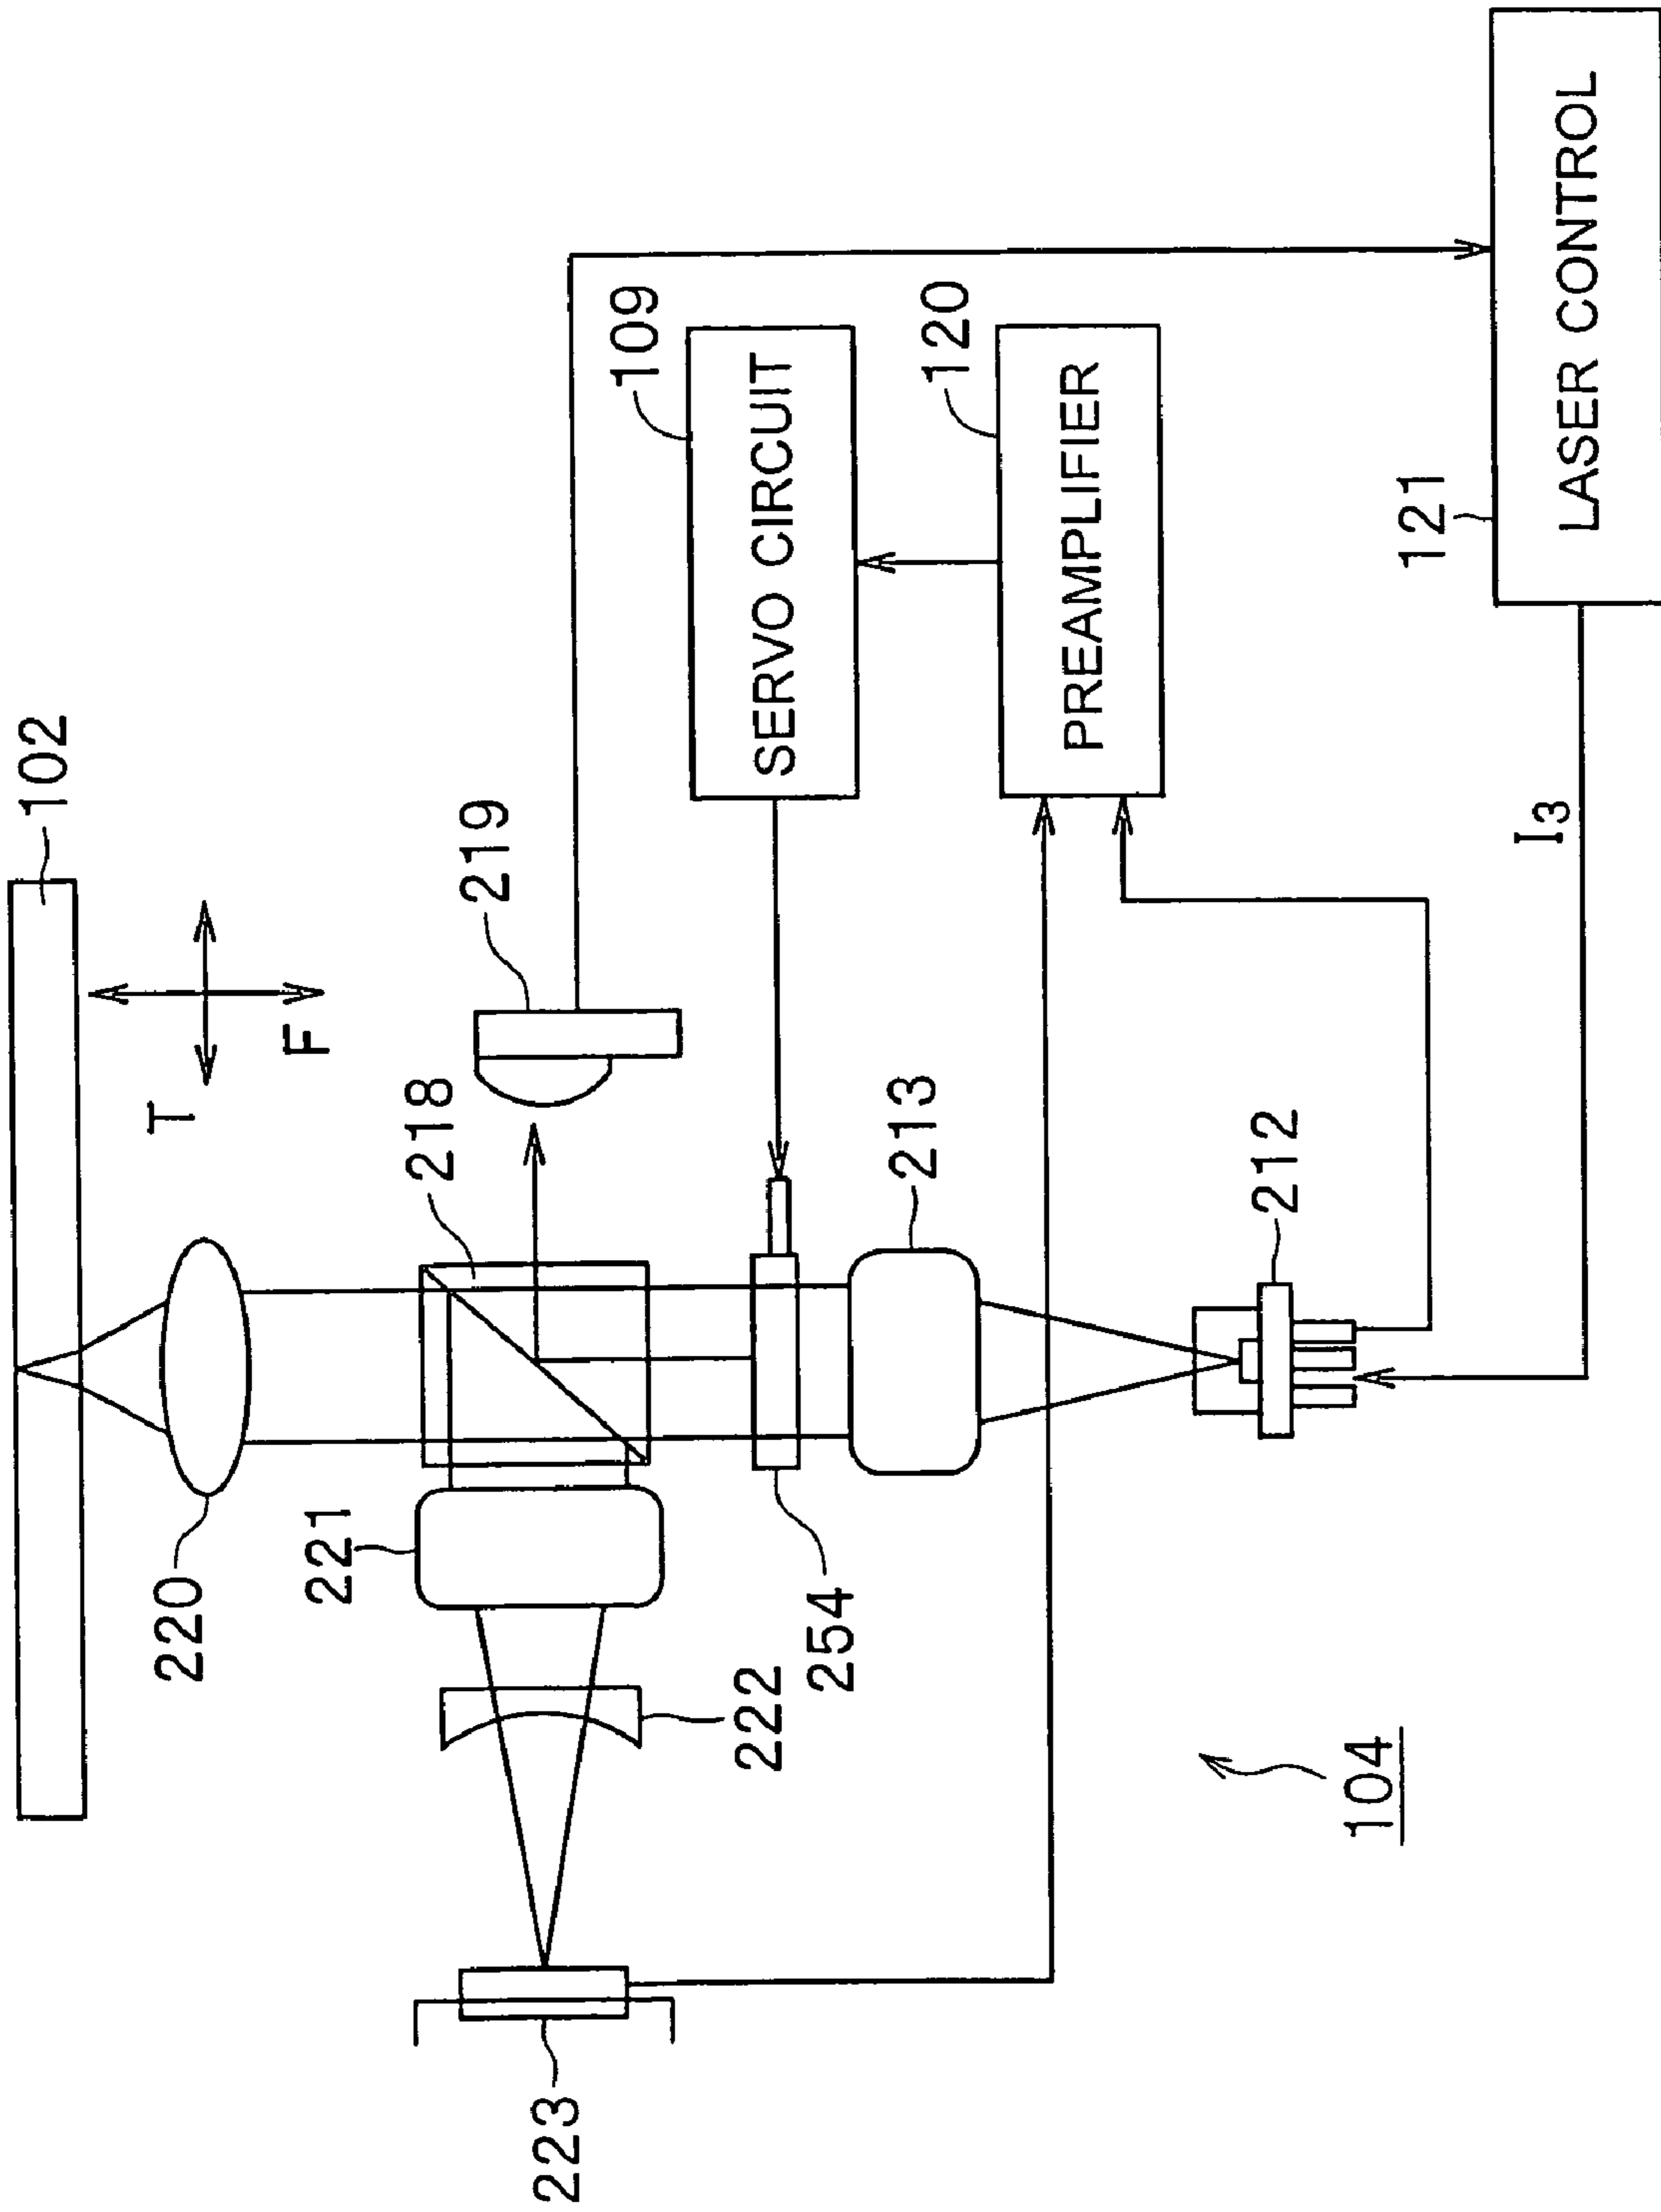 102
T
F
220
218
219
109
SERVO CIRCUIT
221
222
254
213
120
PREAMPLIFIER
223
212
I3
121
LASER CONTROL
104